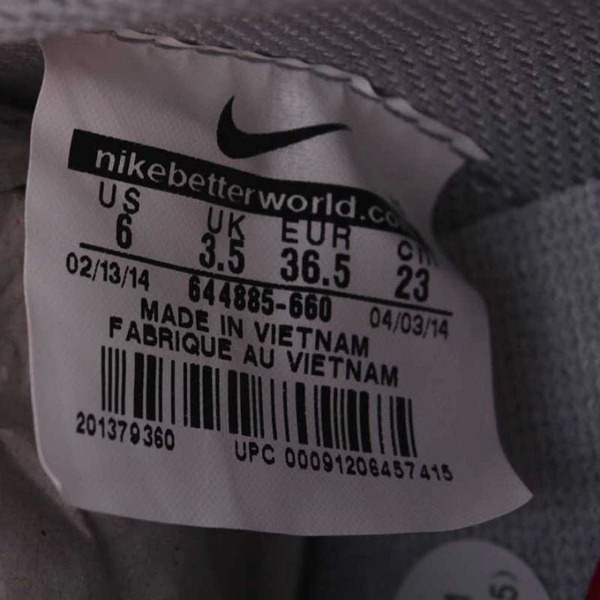 nikebetterworld.co
US UK EUR cm
6 3.5 36.5 23
02/13/14 644885-660 04/03/14
MADE IN VIETNAM
FABRIQUE AU VIETNAM
201379360 UPC 00091206457415